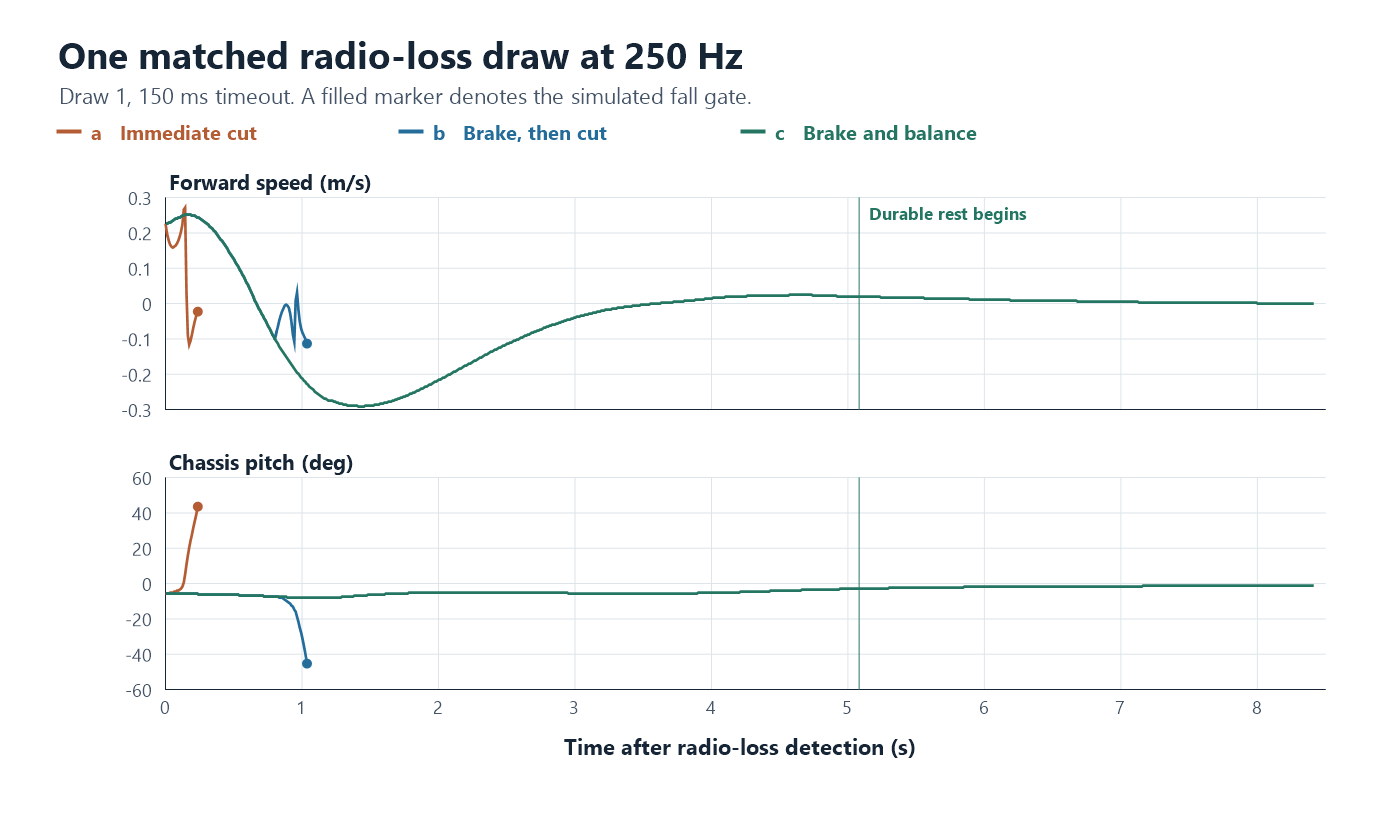 One matched radio-loss draw at 250 Hz
Draw 1, 150 ms timeout. A filled marker denotes the simulated fall gate.
a Immediate cut b Brake, then cut c Brake and balance
Forward speed (m/s)
0.3
Durable rest begins
0.2
0.1
0
-0.1
-0.2
-0.3
Chassis pitch (deg)
60
40
20
0
-20
-40
-60
0 1 2 3 4 5 6 7 8
Time after radio-loss detection (s)